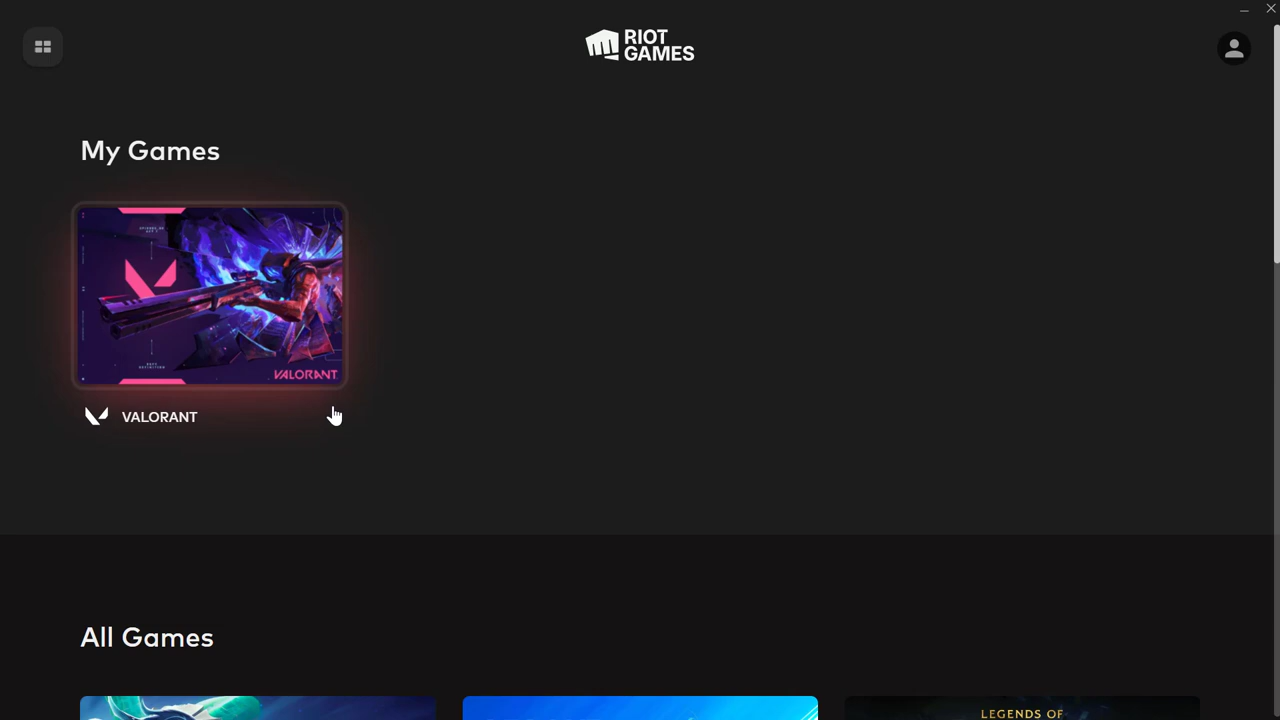 RIOT
GAMES
My Games
VALORANT
VALORANT
All Games
LEGENDS OF